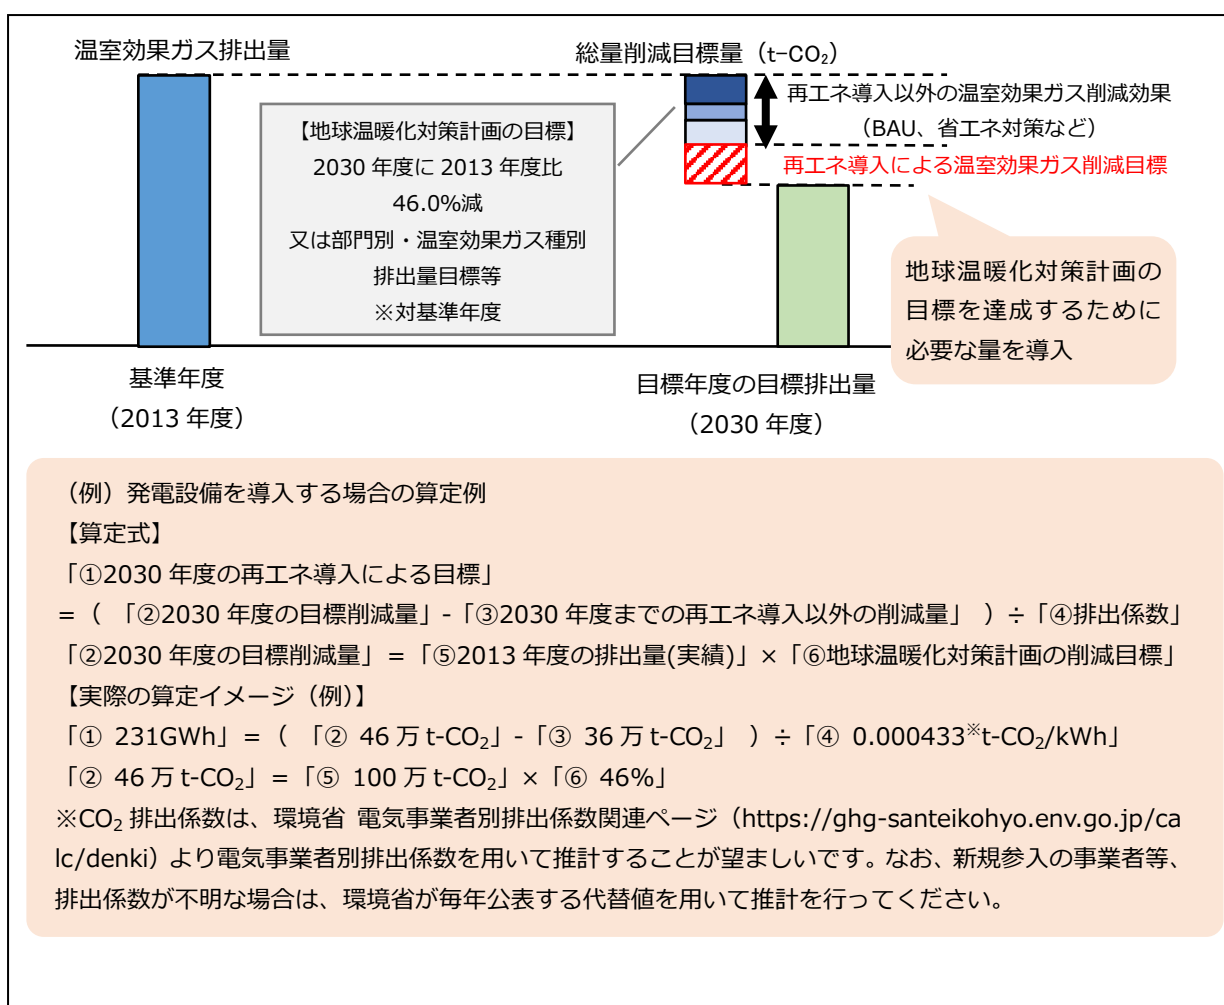 温室効果ガス排出量
総量削減目標量（t-CO₂）
再エネ導入以外の温室効果ガス削減効果
（BAU、省エネ対策など）
再エネ導入による温室効果ガス削減目標
【地球温暖化対策計画の目標】
2030 年度に 2013 年度比
46.0%減
又は部門別・温室効果ガス種別
排出量目標等
※対基準年度
地球温暖化対策計画の
目標を達成するために
必要な量を導入
基準年度
（2013 年度）
目標年度の目標排出量
（2030 年度）
（例）発電設備を導入する場合の算定例
【算定式】
「①2030 年度の再エネ導入による目標」
=（ 「②2030 年度の目標削減量」-「③2030 年度までの再エネ導入以外の削減量」 ）÷「④排出係数」
「②2030 年度の目標削減量」=「⑤2013 年度の排出量(実績)」×「⑥地球温暖化対策計画の削減目標」
【実際の算定イメージ（例）】
「① 231GWh」=（ 「② 46 万 t-CO₂」-「③ 36 万 t-CO₂」 ）÷「④ 0.000433※t-CO₂/kWh」
「② 46 万 t-CO₂」=「⑤ 100 万 t-CO₂」×「⑥ 46%」
※CO₂ 排出係数は、環境省 電気事業者別排出係数関連ページ（https://ghg-santeikohyo.env.go.jp/ca
lc/denki）より電気事業者別排出係数を用いて推計することが望ましいです。なお、新規参入の事業者等、
排出係数が不明な場合は、環境省が毎年公表する代替値を用いて推計を行ってください。